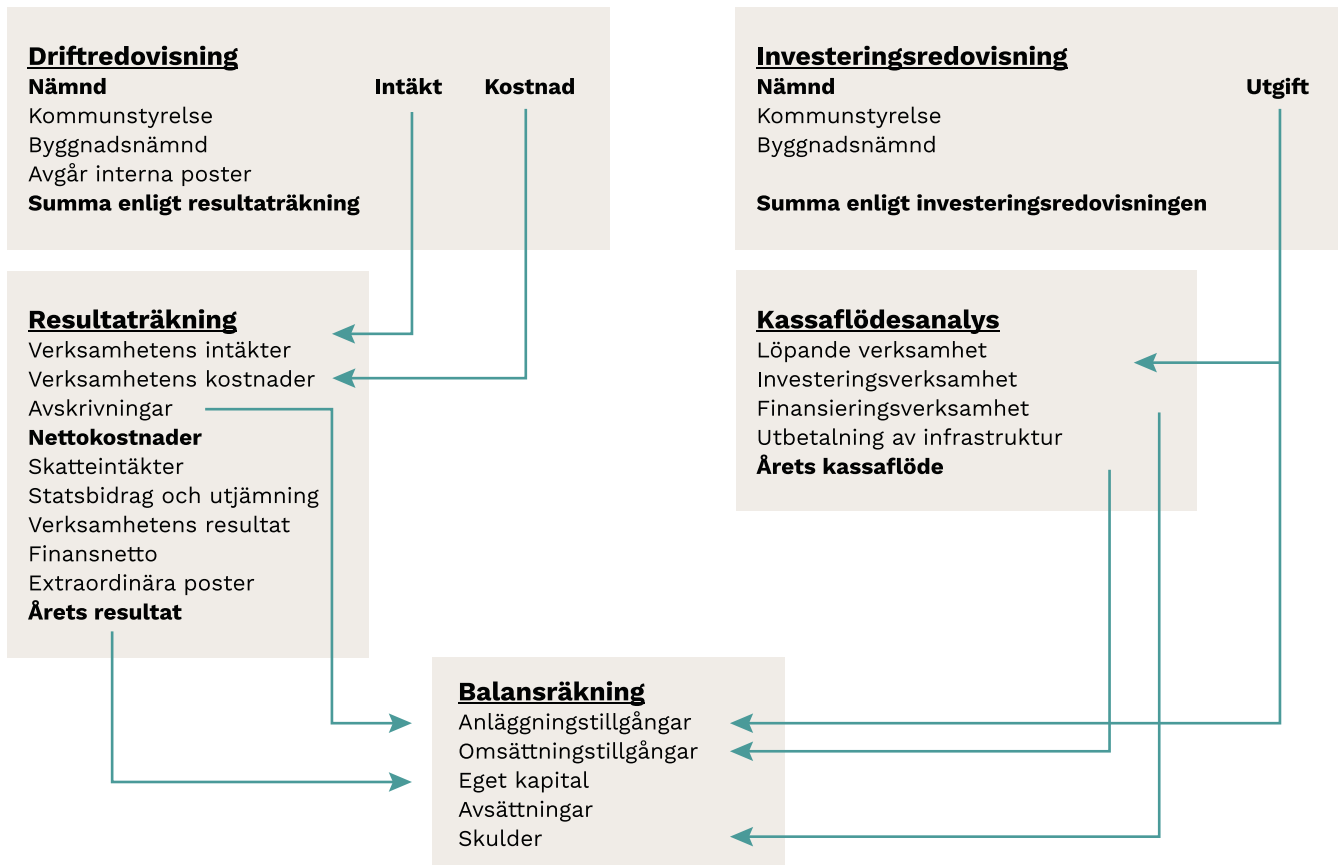 Driftredovisning
Nämnd Intäkt Kostnad
Kommunstyrelse
Byggnadsnämnd
Avgår interna poster
Summa enligt resultaträkning
Investeringsredovisning
Nämnd Utgift
Kommunstyrelse
Byggnadsnämnd
Summa enligt investeringsredovisningen
Resultaträkning
Verksamhetens intäkter
Verksamhetens kostnader
Avskrivningar
Nettokostnader
Skatteintäkter
Statsbidrag och utjämning
Verksamhetens resultat
Finansnetto
Extraordinära poster
Årets resultat
Kassaflödesanalys
Löpande verksamhet
Investeringsverksamhet
Finansieringsverksamhet
Utbetalning av infrastruktur
Årets kassaflöde
Balansräkning
Anläggningstillgångar
Omsättningstillgångar
Eget kapital
Avsättningar
Skulder